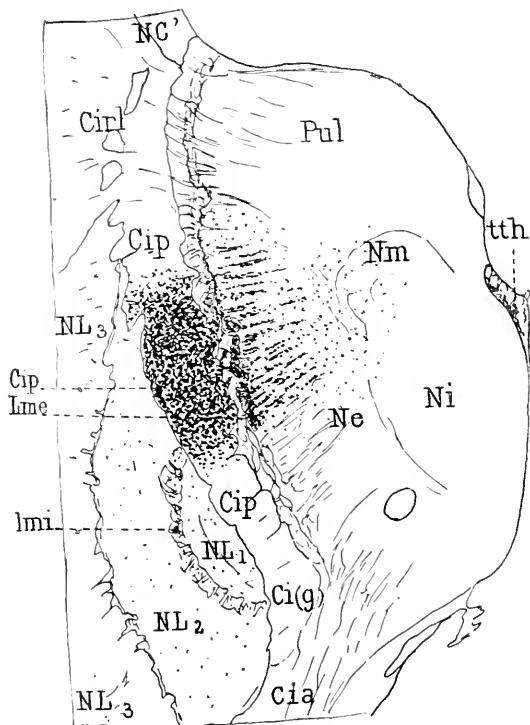 NC'
Cirl
Pul
tth
Cip
Nm
NL3
Cip
Lme
Ni
Ne
Cip
lmi.
NL1
Ci(g)
NL2
NL3
Cia